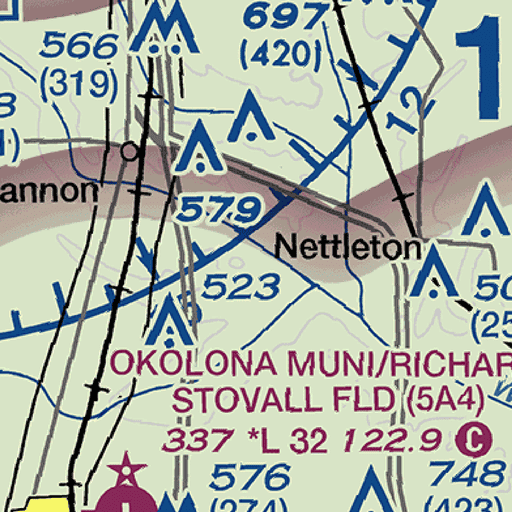 566
(319)
697
(420)
1
12
annon
579
Nettleton
523
OKOLONA MUNI/RICHAR
STOVALL FLD (5A4)
337 *L 32 122.9 C
576
(274)
748
(423)